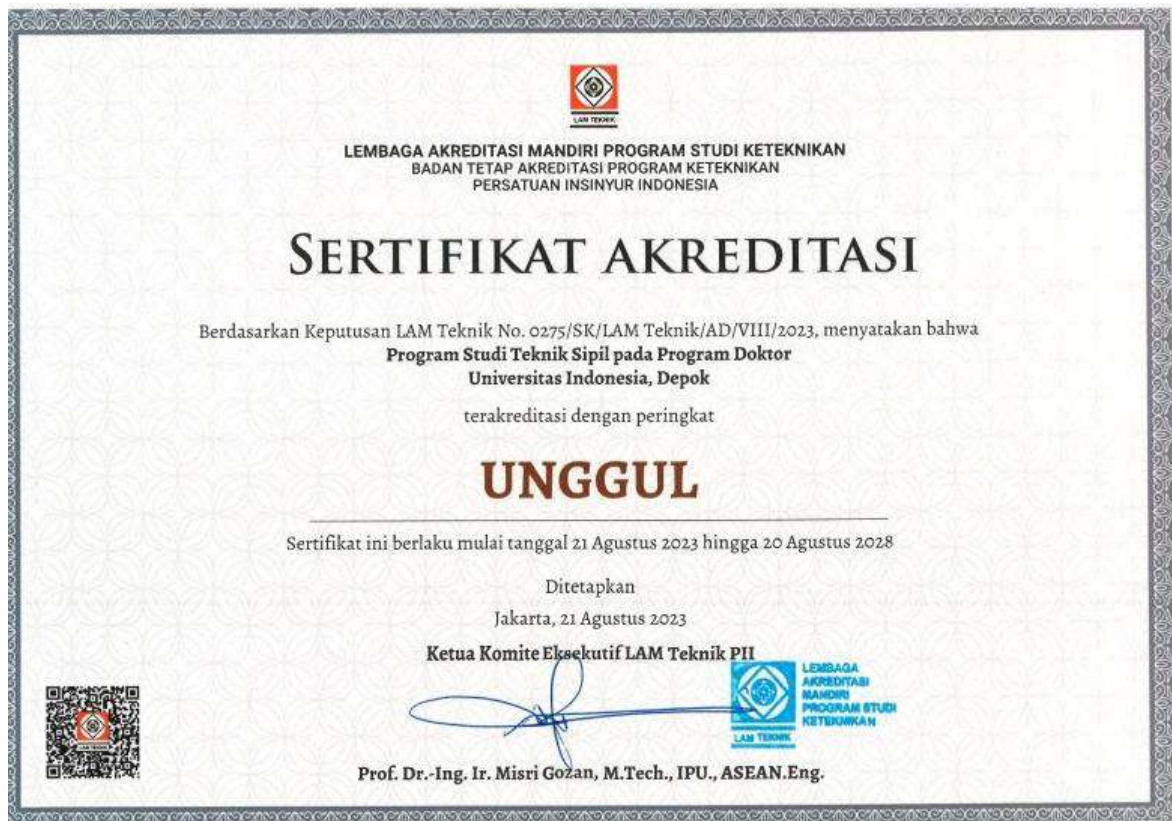 LAM TEKNIK
LEMBAGA AKREDITASI MANDIRI PROGRAM STUDI KETEKNIKAN
BADAN TETAP AKREDITASI PROGRAM KETEKNIKAN
PERSATUAN INSINYUR INDONESIA
SERTIFIKAT AKREDITASI
Berdasarkan Keputusan LAM Teknik No. 0275/SK/LAM Teknik/AD/VIII/2023, menyatakan bahwa
Program Studi Teknik Sipil pada Program Doktor
Universitas Indonesia, Depok
terakreditasi dengan peringkat
UNGGUL
Sertifikat ini berlaku mulai tanggal 21 Agustus 2023 hingga 20 Agustus 2028
Ditetapkan
Jakarta, 21 Agustus 2023
Ketua Komite Eksekutif LAM Teknik PII
LEMBAGA
AKREDITASI
MANDIRI
PROGRAM STUDI
KETEKNIKAN
LAM TEKNIK
LAM TEKNIK
Prof. Dr.-Ing. Ir. Misri Gozan, M.Tech., IPU., ASEAN.Eng.